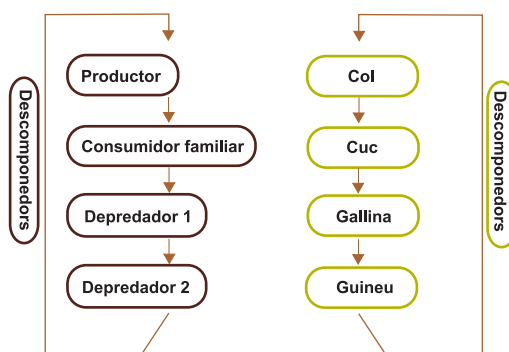 Descomponedors
Productor
Consumidor familiar
Depredador 1
Depredador 2
Col
Cuc
Gallina
Guineu
Descomponedors